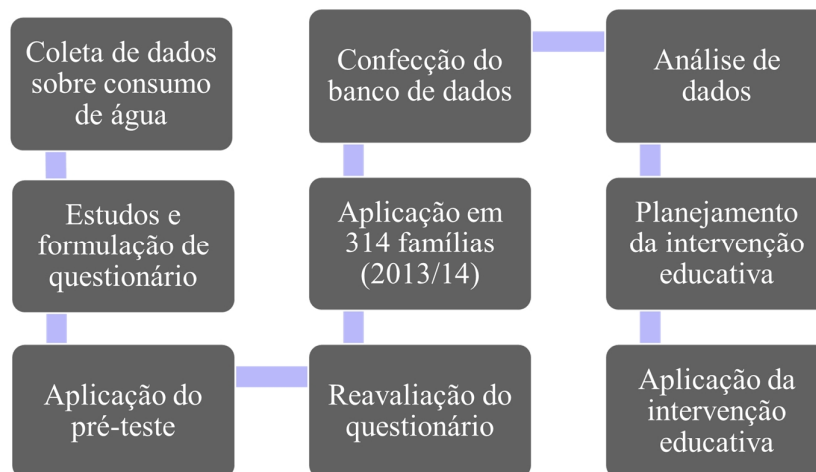 Coleta de dados
sobre consumo
de água
Estudos e
formulação de
questionário
Aplicação do
pré-teste
Reavaliação do
questionário
Aplicação em
314 famílias
(2013/14)
Confecção do
banco de dados
Análise de
dados
Planejamento
da intervenção
educativa
Aplicação da
intervenção
educativa